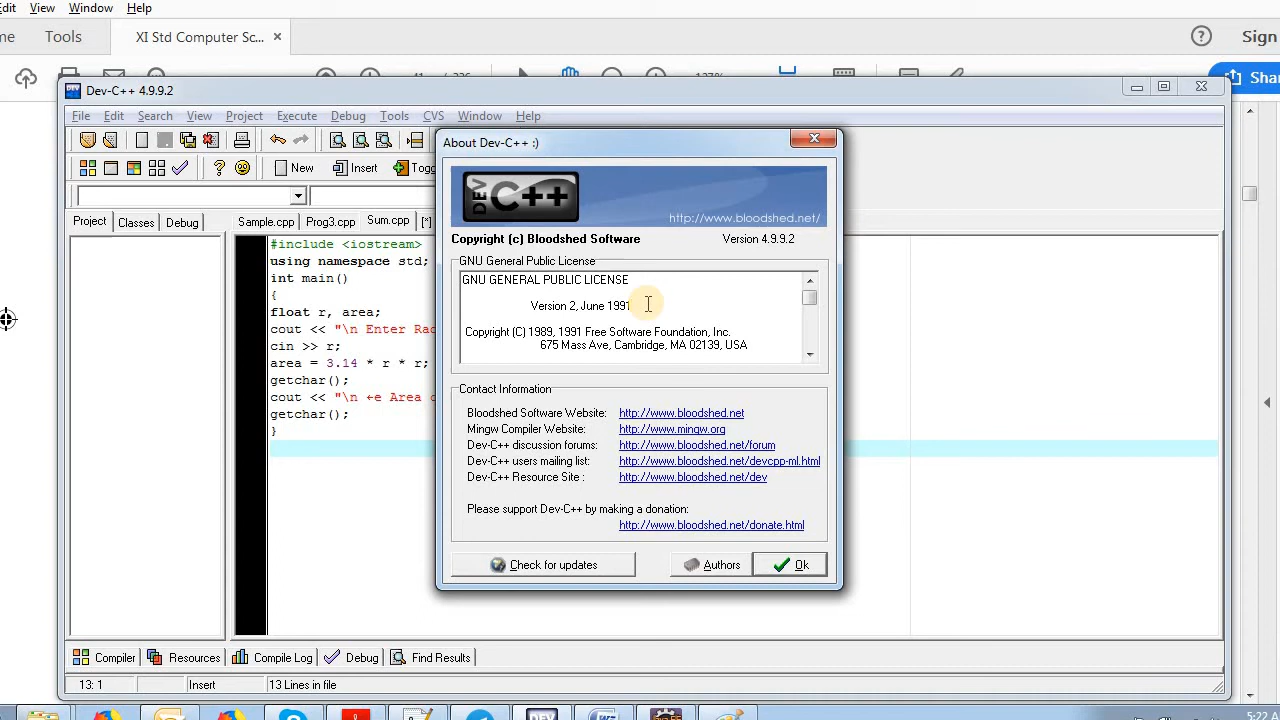 Edit View Window Help
Tools XI Std Computer Sc... × Sign
127%
Share
Dev-C++ 4.9.9.2
File Edit Search View Project Execute Debug Tools CVS Window Help
New Insert Togg
Project Classes Debug Sample.cpp Prog3.cpp Sum.cpp [*]
#include <iostream>
using namespace std;
int main()
{
float r, area;
cout << "\n Enter Rad
cin >> r;
area = 3.14 * r * r;
getchar();
cout << "\n ←e Area o
getchar();
}
About Dev-C++ :)
DEV C++
http://www.bloodshed.net/
Copyright (c) Bloodshed Software Version 4.9.9.2
GNU General Public License
GNU GENERAL PUBLIC LICENSE
Version 2, June 1991
Copyright (C) 1989, 1991 Free Software Foundation, Inc.
675 Mass Ave, Cambridge, MA 02139, USA
Contact Information
Bloodshed Software Website: http://www.bloodshed.net
Mingw Compiler Website: http://www.mingw.org
Dev-C++ discussion forums: http://www.bloodshed.net/forum
Dev-C++ users mailing list: http://www.bloodshed.net/devcpp-ml.html
Dev-C++ Resource Site : http://www.bloodshed.net/dev
Please support Dev-C++ by making a donation:
http://www.bloodshed.net/donate.html
Check for updates Authors Ok
Compiler Resources Compile Log Debug Find Results
13: 1 Insert 13 Lines in file
DEV 5:22 A